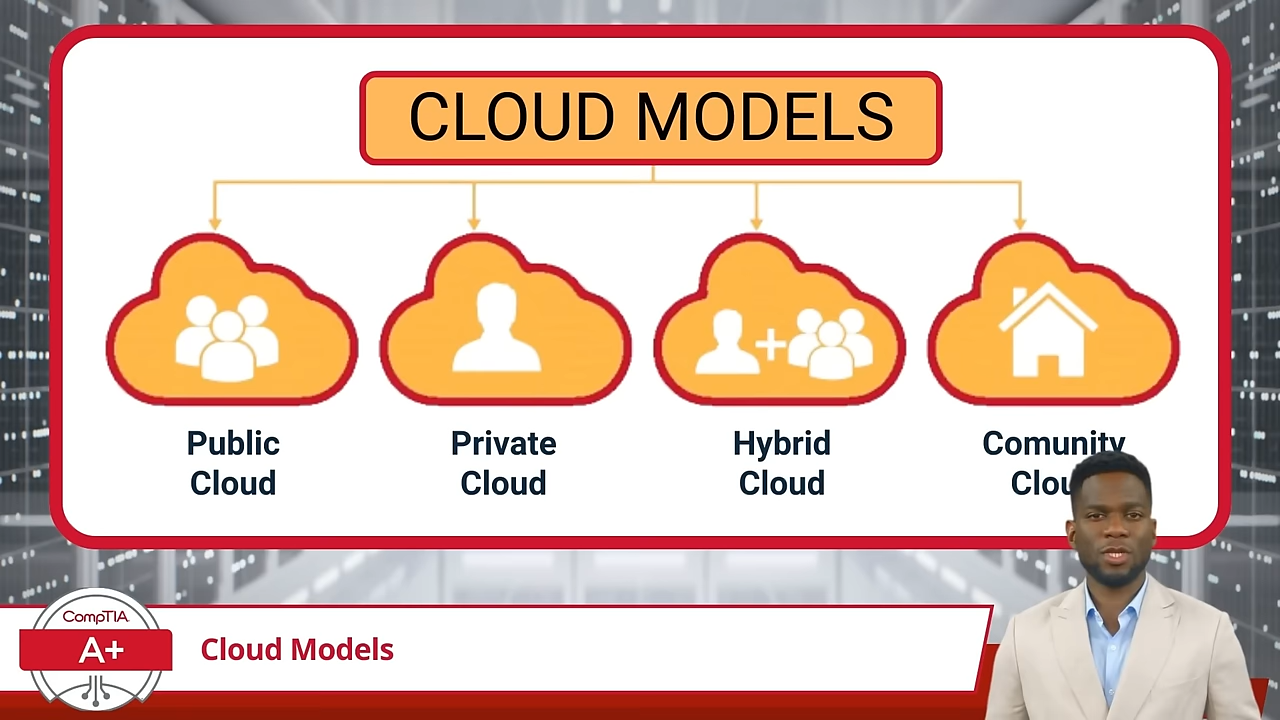 CLOUD MODELS
Public
Cloud
Private
Cloud
Hybrid
Cloud
Comunity
CompTIA
A+
Cloud Models